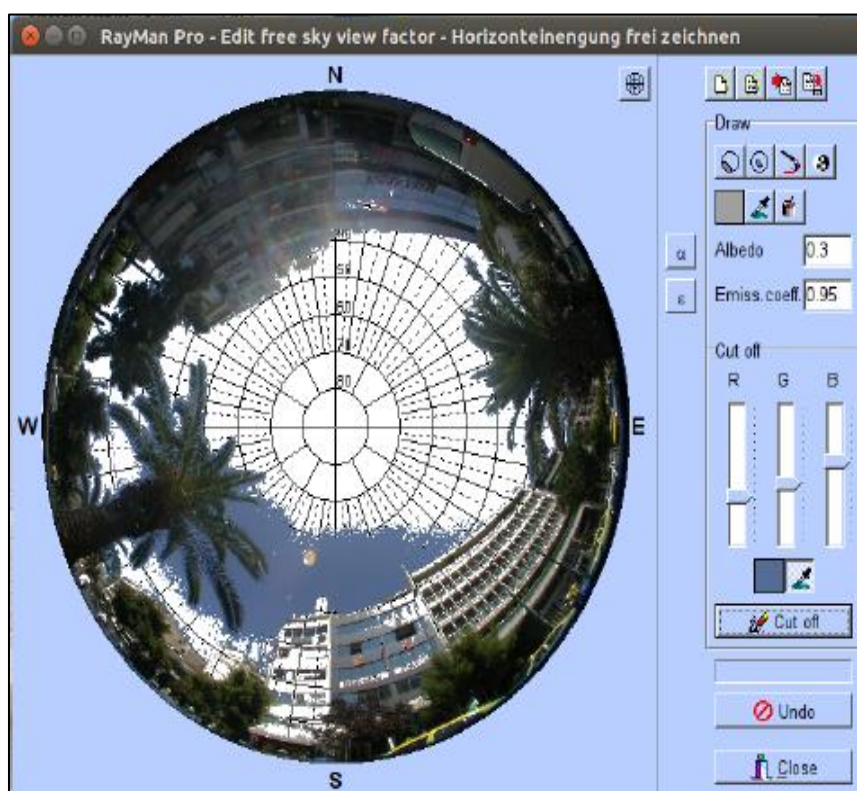 RayMan Pro - Edit free sky view factor - Horizonteinengung frei zeichnen
N
Draw
α
Albedo 0.3
ε
Emiss.coeff. 0.95
Cut off
R G B
80
W E
Cut off
Undo
Close
S